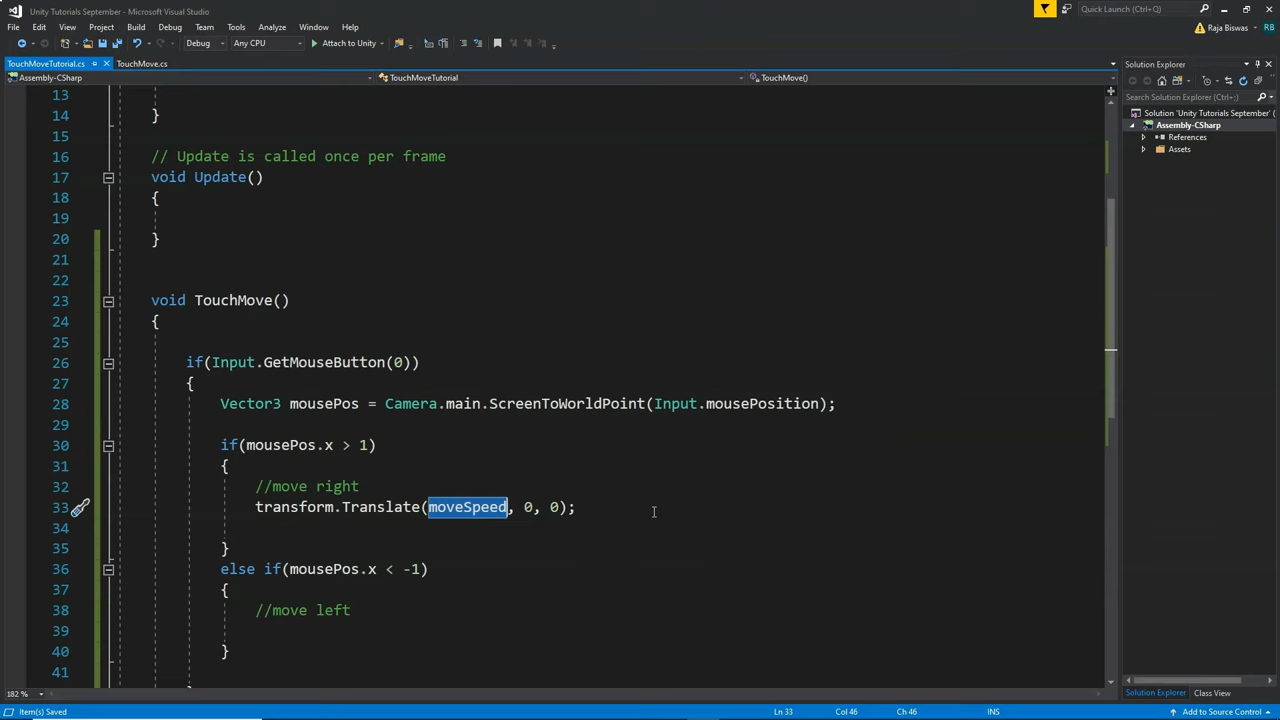 Unity Tutorials September - Microsoft Visual Studio
Quick Launch (Ctrl+Q)
File Edit View Project Build Debug Team Tools Architecture Test Analyze Window Help
Raja Biswas RB
Debug Any CPU Attach to Unity
TouchMoveTutorial.cs TouchMove.cs
Solution Explorer
Assembly-CSharp TouchMoveTutorial TouchMove()
Search Solution Explorer (Ctrl+;)
Solution 'Unity Tutorials September' (
Assembly-CSharp
References
Assets
13
14 }
15
16 // Update is called once per frame
17 void Update()
18 {
19
20 }
21
22
23 void TouchMove()
24 {
25
26 if(Input.GetMouseButton(0))
27 {
28 Vector3 mousePos = Camera.main.ScreenToWorldPoint(Input.mousePosition);
29
30 if(mousePos.x > 1)
31 {
32 //move right
33 transform.Translate(moveSpeed, 0, 0);
34
35 }
36 else if(mousePos.x < -1)
37 {
38 //move left
39
40 }
41
182 %
Solution Explorer Class View
Item(s) Saved Ln 33 Col 46 Ch 46 INS Add to Source Control